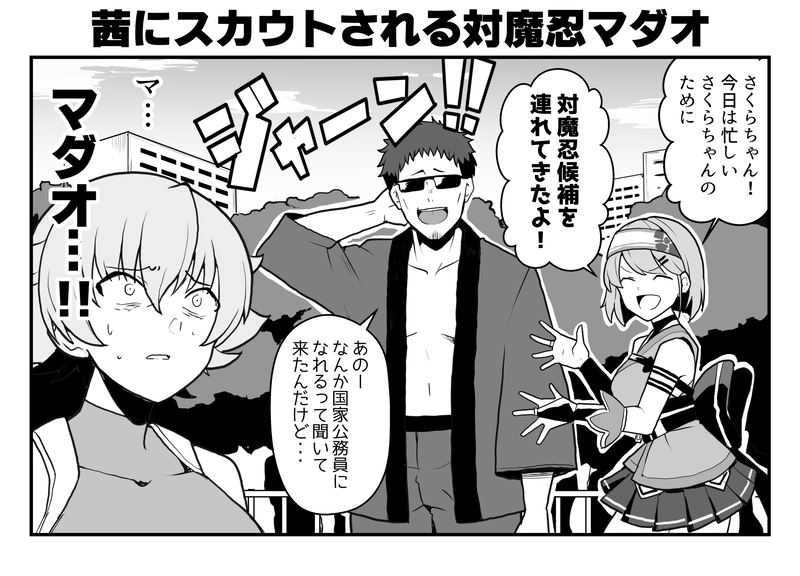 茜にスカウトされる対魔忍マダオ
さくらちゃん！
今日は忙しい
さくらちゃんの
ために
対魔忍候補を
連れてきたよ！
ジャーン!!
あのー
なんか国家公務員に
なれるって聞いて
来たんだけど…
マ…
マダオ…!!